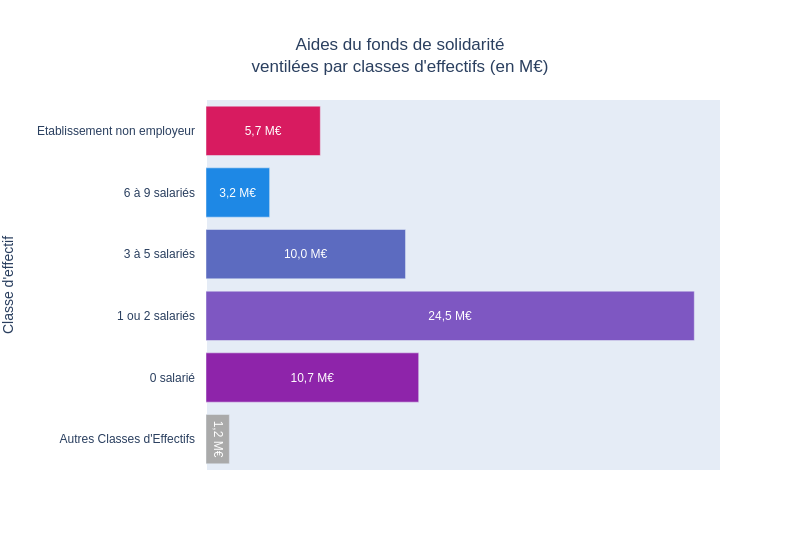 Aides du fonds de solidarité
ventilées par classes d'effectifs (en M€)
Classe d'effectif
Etablissement non employeur
5,7 M€
6 à 9 salariés
3,2 M€
3 à 5 salariés
10,0 M€
1 ou 2 salariés
24,5 M€
0 salarié
10,7 M€
Autres Classes d'Effectifs
1,2 M€